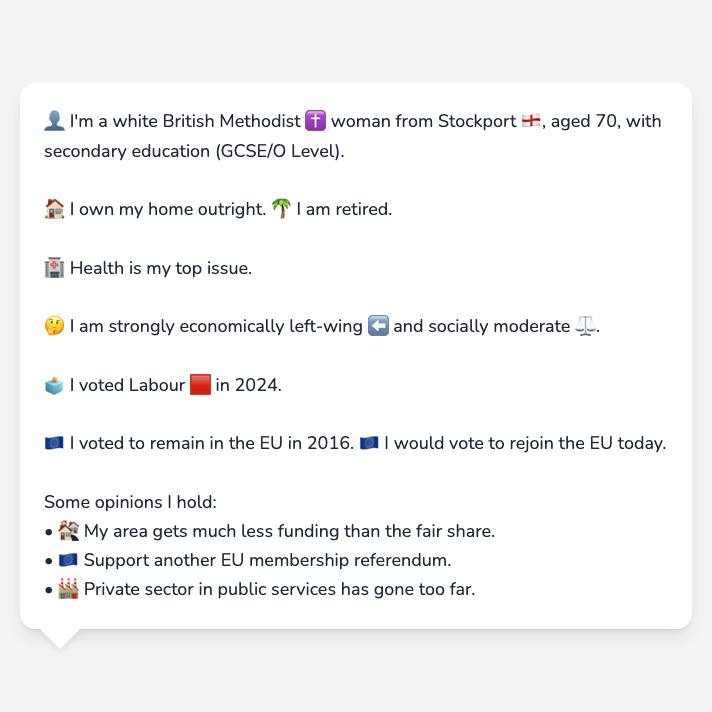 👤 I'm a white British Methodist ✝️ woman from Stockport 🏴󠁧󠁢󠁥󠁮󠁧󠁿, aged 70, with
secondary education (GCSE/O Level).
🏠 I own my home outright. 🌴 I am retired.
🏥 Health is my top issue.
🤔 I am strongly economically left-wing ⬅️ and socially moderate ⚖️.
🗳️ I voted Labour 🟥 in 2024.
🇪🇺 I voted to remain in the EU in 2016. 🇪🇺 I would vote to rejoin the EU today.
Some opinions I hold:
• 🏘️ My area gets much less funding than the fair share.
• 🇪🇺 Support another EU membership referendum.
• 🏭 Private sector in public services has gone too far.